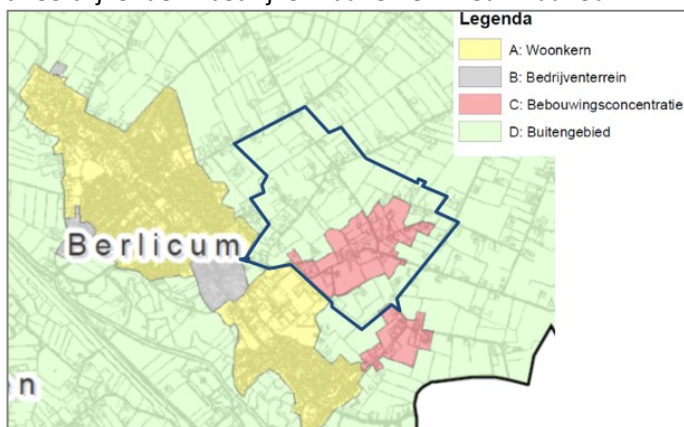 Legenda
A: Woonkern
B: Bedrijventerrein
C: Bebouwingsconcentratie
D: Buitengebied
Berlicum
n